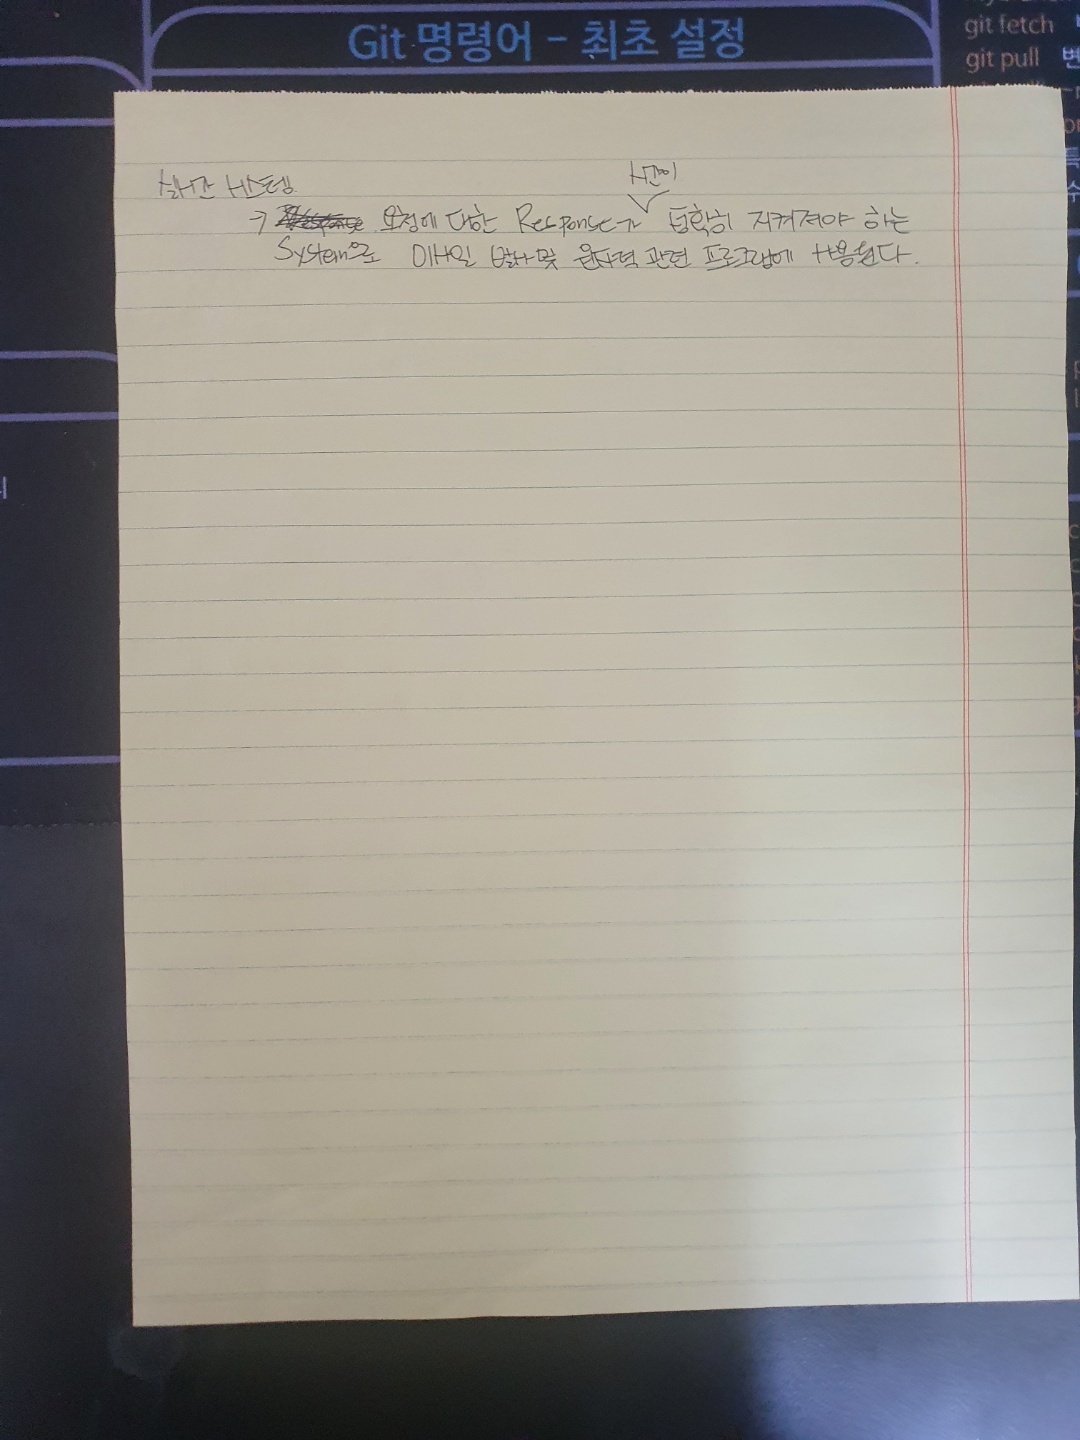 Git 명령어 - 최초 설정
git fetch
git pull 변
실시간 시스템.
시간이
→ 요청에 대한 Response가 정확히 지켜져야 하는
System으로 미사일 발사 및 원자력 관련 프로그램에 사용된다.